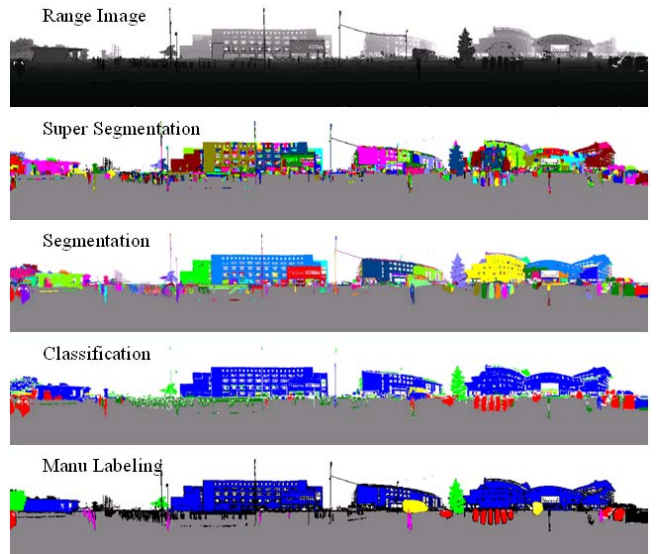 Range Image
Super Segmentation
Segmentation
Classification
Manu Labeling